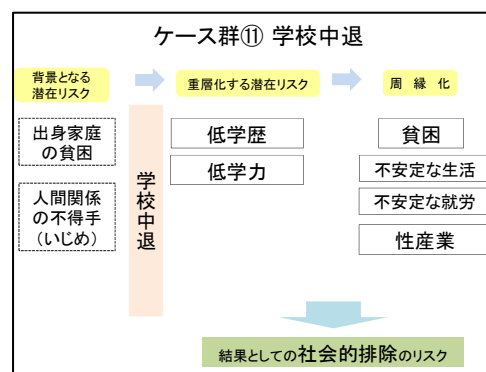 ケース群⑪ 学校中退
背景となる
潜在リスク
重層化する潜在リスク
周 縁 化
出身家庭
の貧困
人間関係
の不得手
(いじめ)
学校中退
低学歴
低学力
貧困
不安定な生活
不安定な就労
性産業
結果としての社会的排除のリスク